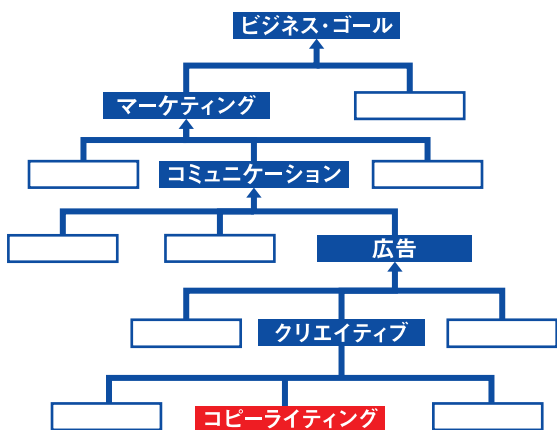 ビジネス・ゴール
マーケティング
コミュニケーション
広告
クリエイティブ
コピーライティング